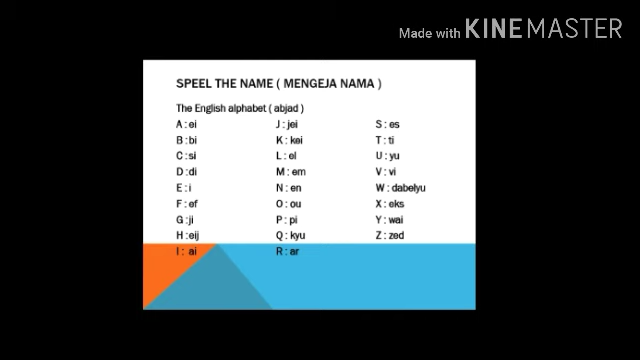 Made with KINEMASTER
SPEEL THE NAME ( MENGEJA NAMA )
The English alphabet ( abjad )
A : ei
B : bi
C : si
D : di
E : i
F : ef
G : ji
H : eij
I : ai
J : jei
K : kei
L : el
M : em
N : en
O : ou
P : pi
Q : kyu
R : ar
S : es
T : ti
U : yu
V : vi
W : dabelyu
X : eks
Y : wai
Z : zed